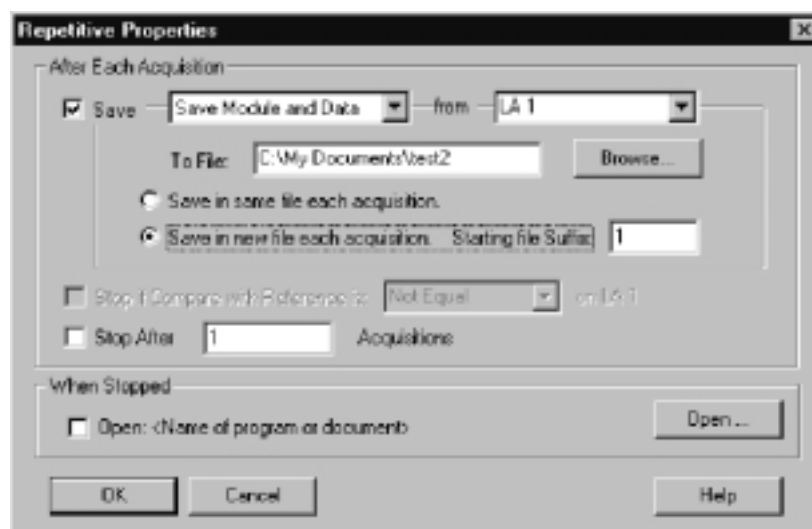 Repetitive Properties
After Each Acquisition
Save Save Module and Data from LA 1
To File: C:\My Documents\test2 Browse...
Save in same file each acquisition.
Save in new file each acquisition. Starting file Suffix: 1
Stop if Compare with Reference is: Not Equal on LA 1
Stop After 1 Acquisitions
When Stopped
Open: <Name of program or document> Open ...
OK Cancel Help